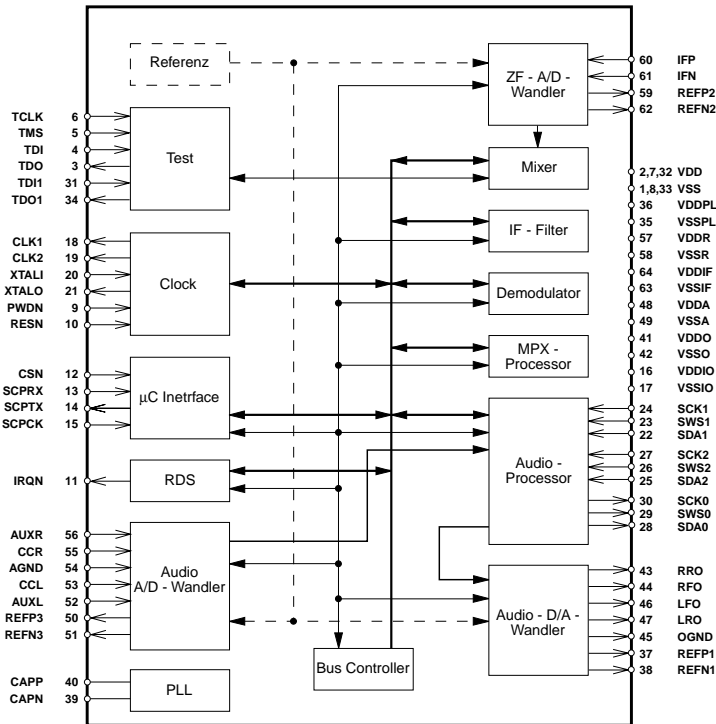 Referenz
ZF - A/D -
Wandler
60 IFP
61 IFN
59 REFP2
62 REFN2
TCLK 6
TMS 5
TDI 4
TDO 3
TDI1 31
TDO1 34
Test
Mixer
2,7,32 VDD
1,8,33 VSS
36 VDDPL
35 VSSPL
57 VDDR
58 VSSR
64 VDDIF
63 VSSIF
48 VDDA
49 VSSA
41 VDDO
42 VSSO
16 VDDIO
17 VSSIO
IF - Filter
CLK1 18
CLK2 19
XTALI 20
XTALO 21
PWDN 9
RESN 10
Clock
Demodulator
MPX -
Processor
CSN 12
SCPRX 13
SCPTX 14
SCPCK 15
µC Inetrface
24 SCK1
23 SWS1
22 SDA1
27 SCK2
26 SWS2
25 SDA2
30 SCK0
29 SWS0
28 SDA0
Audio -
Processor
IRQN 11
RDS
AUXR 56
CCR 55
AGND 54
CCL 53
AUXL 52
REFP3 50
REFN3 51
Audio
A/D - Wandler
43 RRO
44 RFO
46 LFO
47 LRO
45 OGND
37 REFP1
38 REFN1
Audio - D/A -
Wandler
Bus Controller
CAPP 40
CAPN 39
PLL